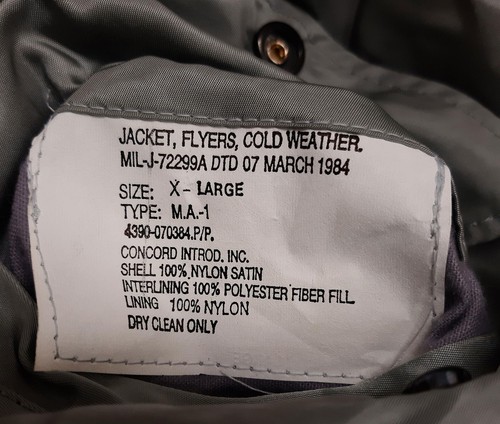 JACKET, FLYERS, COLD WEATHER.
MIL-J-72299A DTD 07 MARCH 1984
SIZE: X- LARGE
TYPE: M.A.-1
4390-070384.P/P.
CONCORD INTROD. INC.
SHELL 100% NYLON SATIN
INTERLINING 100% POLYESTER FIBER FILL.
LINING 100% NYLON
DRY CLEAN ONLY